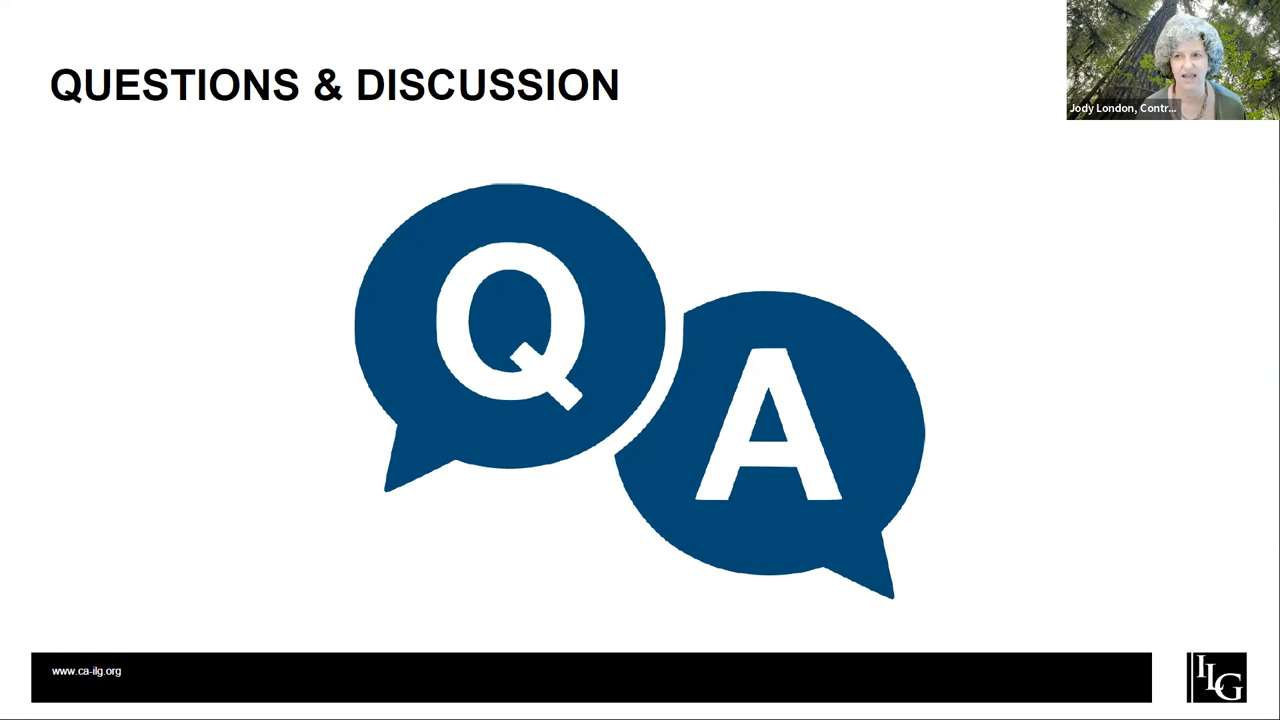 QUESTIONS & DISCUSSION
Jody London, Contr...
Q
A
www.ca-ilg.org
ILG